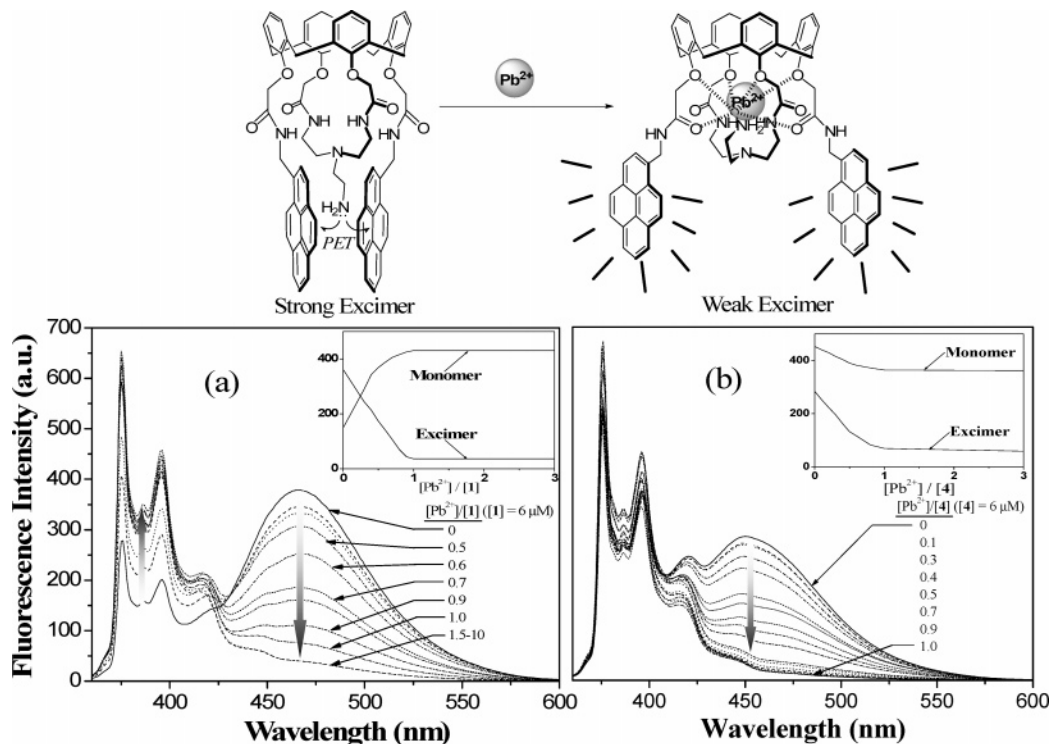 O
O
O
O
O
O
NH
NH
HN
HN
N
H₂N:
PET
Strong Excimer
Pb²⁺
O
O
O
O
Pb²⁺
O
O
O
NH
NH₂
HN
N
NH
Weak Excimer
Fluorescence Intensity (a.u.)
700
600
500
400
300
200
100
0
400
450
500
550
600
Wavelength (nm)
(a)
400
200
0
0
1
2
3
Monomer
Excimer
[Pb²⁺] / [1]
[Pb²⁺]/[1] ([1] = 6 μM)
0
0.5
0.6
0.7
0.9
1.0
1.5-10
(b)
400
200
0
0
1
2
3
Monomer
Excimer
[Pb²⁺] / [4]
[Pb²⁺]/[4] ([4] = 6 μM)
0
0.1
0.3
0.4
0.5
0.7
0.9
1.0
400
450
500
550
600
Wavelength (nm)